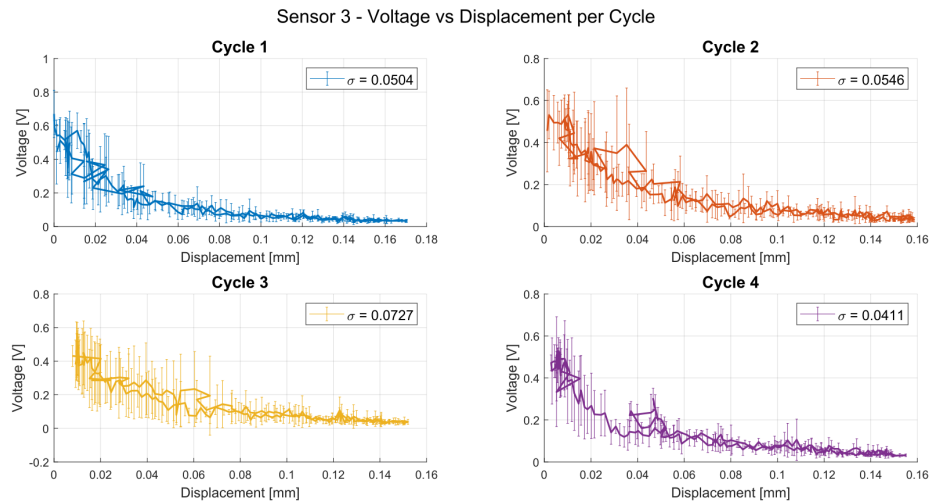 Sensor 3 - Voltage vs Displacement per Cycle
Cycle 1
1
0.8
0.6
0.4
0.2
0
Voltage [V]
σ = 0.0504
0 0.02 0.04 0.06 0.08 0.1 0.12 0.14 0.16 0.18
Displacement [mm]
Cycle 2
0.8
0.6
0.4
0.2
0
Voltage [V]
σ = 0.0546
0 0.02 0.04 0.06 0.08 0.1 0.12 0.14 0.16
Displacement [mm]
Cycle 3
0.8
0.6
0.4
0.2
0
-0.2
Voltage [V]
σ = 0.0727
0 0.02 0.04 0.06 0.08 0.1 0.12 0.14 0.16
Displacement [mm]
Cycle 4
0.8
0.6
0.4
0.2
0
Voltage [V]
σ = 0.0411
0 0.02 0.04 0.06 0.08 0.1 0.12 0.14 0.16
Displacement [mm]